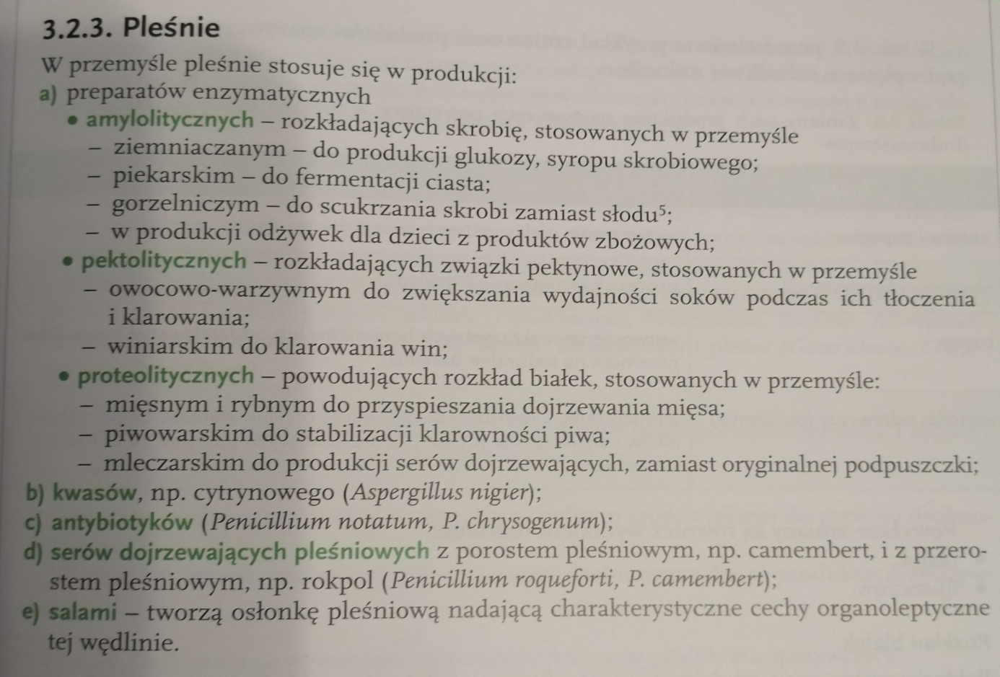 3.2.3. Pleśnie
W przemyśle pleśnie stosuje się w produkcji:
a) preparatów enzymatycznych
• amylolitycznych – rozkładających skrobię, stosowanych w przemyśle
– ziemniaczanym – do produkcji glukozy, syropu skrobiowego;
– piekarskim – do fermentacji ciasta;
– gorzelniczym – do scukrzania skrobi zamiast słodu⁵;
– w produkcji odżywek dla dzieci z produktów zbożowych;
• pektolitycznych – rozkładających związki pektynowe, stosowanych w przemyśle
– owocowo-warzywnym do zwiększania wydajności soków podczas ich tłoczenia
i klarowania;
– winiarskim do klarowania win;
• proteolitycznych – powodujących rozkład białek, stosowanych w przemyśle:
– mięsnym i rybnym do przyspieszania dojrzewania mięsa;
– piwowarskim do stabilizacji klarowności piwa;
– mleczarskim do produkcji serów dojrzewających, zamiast oryginalnej podpuszczki;
b) kwasów, np. cytrynowego (Aspergillus nigier);
c) antybiotyków (Penicillium notatum, P. chrysogenum);
d) serów dojrzewających pleśniowych z porostem pleśniowym, np. camembert, i z przero-
stem pleśniowym, np. rokpol (Penicillium roqueforti, P. camembert);
e) salami – tworzą osłonkę pleśniową nadającą charakterystyczne cechy organoleptyczne
tej wędlinie.